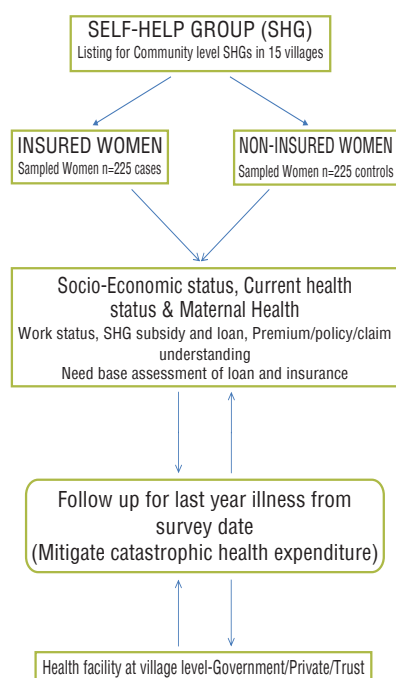 SELF-HELP GROUP (SHG)
Listing for Community level SHGs in 15 villages
INSURED WOMEN
Sampled Women n=225 cases
NON-INSURED WOMEN
Sampled Women n=225 controls
Socio-Economic status, Current health
status & Maternal Health
Work status, SHG subsidy and loan, Premium/policy/claim
understanding
Need base assessment of loan and insurance
Follow up for last year illness from
survey date
(Mitigate catastrophic health expenditure)
Health facility at village level-Government/Private/Trust